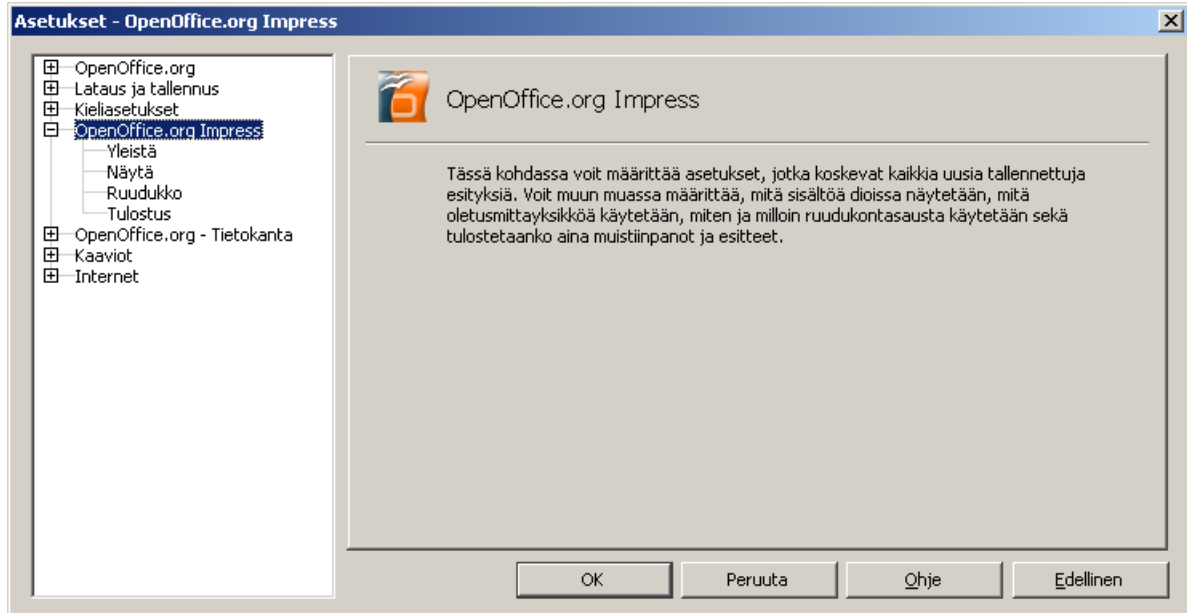 Asetukset - OpenOffice.org Impress
OpenOffice.org
Lataus ja tallennus
Kieliasetukset
OpenOffice.org Impress
Yleistä
Näytä
Ruudukko
Tulostus
OpenOffice.org - Tietokanta
Kaaviot
Internet
OpenOffice.org Impress
Tässä kohdassa voit määrittää asetukset, jotka koskevat kaikkia uusia tallennettuja
esityksiä. Voit muun muassa määrittää, mitä sisältöä dioissa näytetään, mitä
oletusmittayksikköä käytetään, miten ja milloin ruudukontasausta käytetään sekä
tulostetaanko aina muistiinpanot ja esitteet.
OK Peruuta Ohje Edellinen